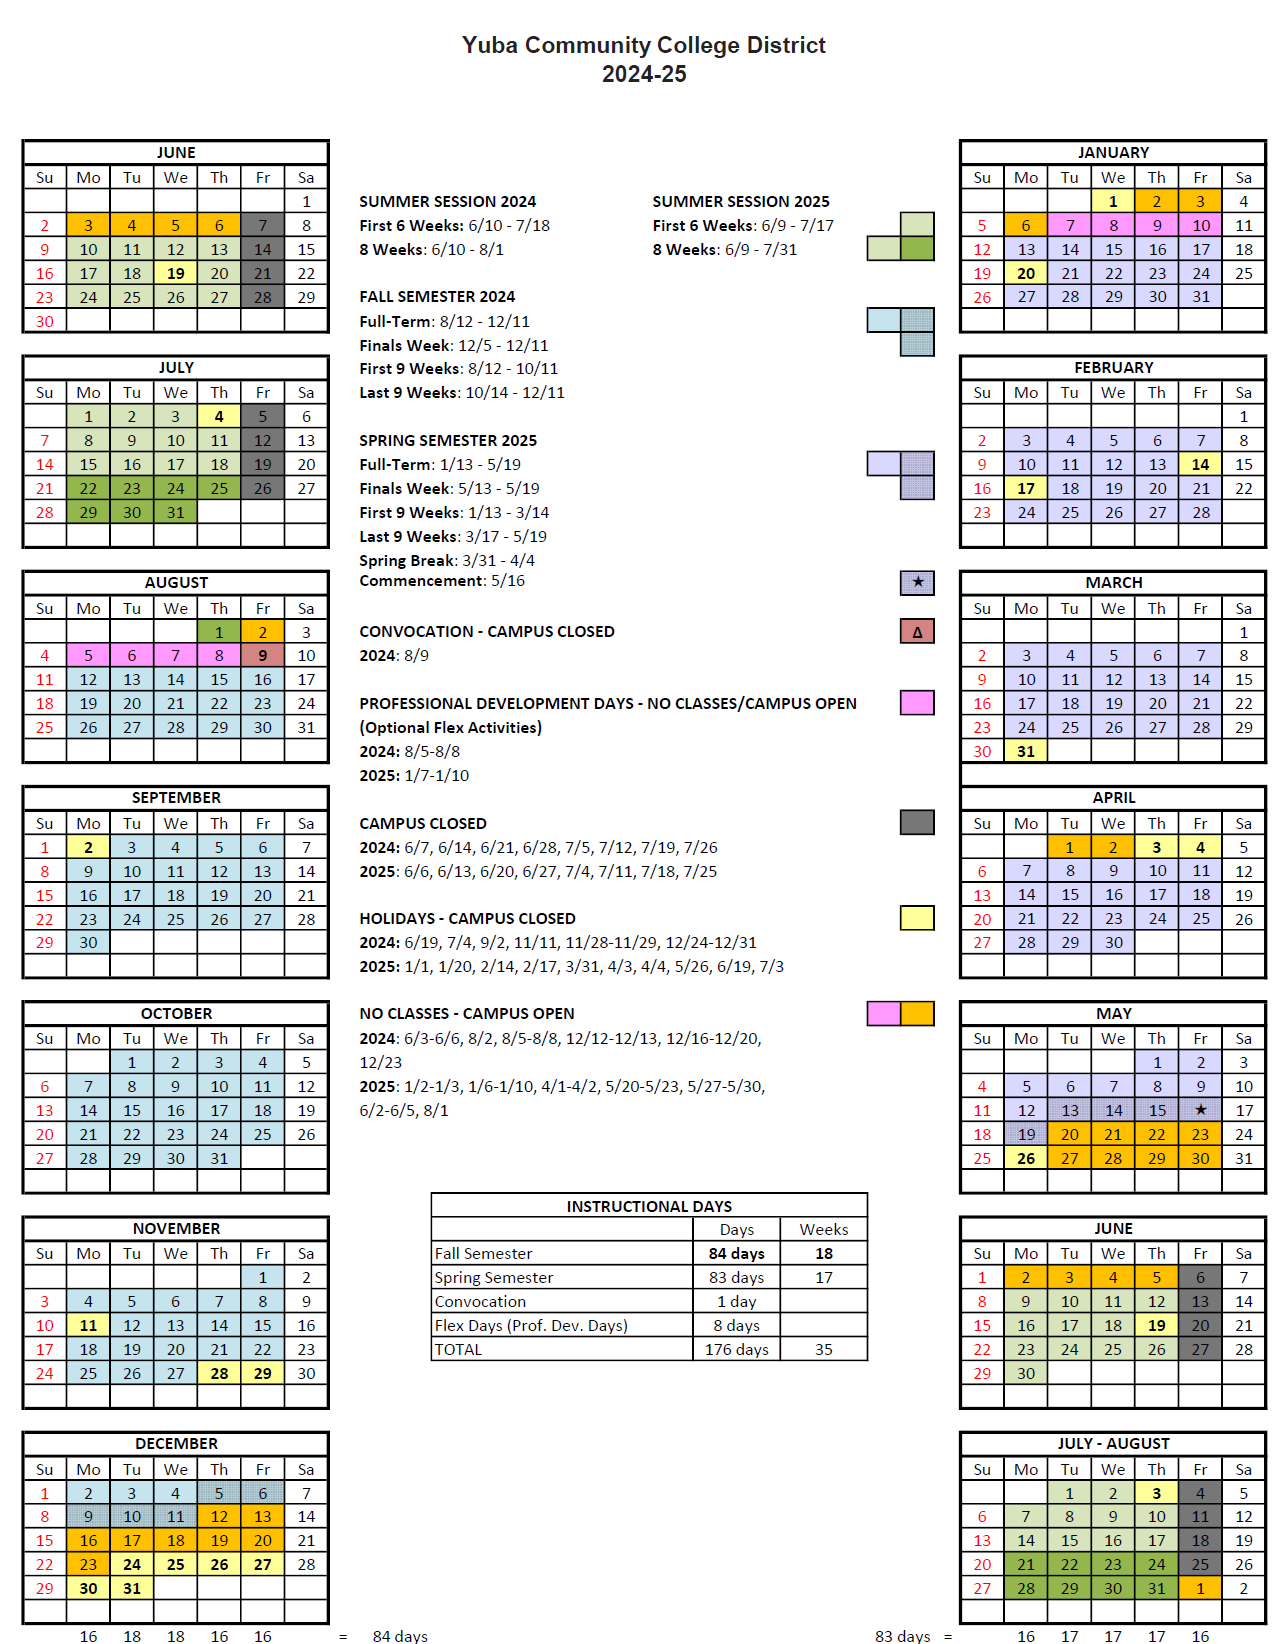 Yuba Community College District
2024-25
JUNE
Su Mo Tu We Th Fr Sa
1
2 3 4 5 6 7 8
9 10 11 12 13 14 15
16 17 18 19 20 21 22
23 24 25 26 27 28 29
30
JULY
Su Mo Tu We Th Fr Sa
1 2 3 4 5 6
7 8 9 10 11 12 13
14 15 16 17 18 19 20
21 22 23 24 25 26 27
28 29 30 31
AUGUST
Su Mo Tu We Th Fr Sa
1 2 3
4 5 6 7 8 9 10
11 12 13 14 15 16 17
18 19 20 21 22 23 24
25 26 27 28 29 30 31
SEPTEMBER
Su Mo Tu We Th Fr Sa
1 2 3 4 5 6 7
8 9 10 11 12 13 14
15 16 17 18 19 20 21
22 23 24 25 26 27 28
29 30
OCTOBER
Su Mo Tu We Th Fr Sa
1 2 3 4 5
6 7 8 9 10 11 12
13 14 15 16 17 18 19
20 21 22 23 24 25 26
27 28 29 30 31
NOVEMBER
Su Mo Tu We Th Fr Sa
1 2
3 4 5 6 7 8 9
10 11 12 13 14 15 16
17 18 19 20 21 22 23
24 25 26 27 28 29 30
DECEMBER
Su Mo Tu We Th Fr Sa
1 2 3 4 5 6 7
8 9 10 11 12 13 14
15 16 17 18 19 20 21
22 23 24 25 26 27 28
29 30 31
16 18 18 16 16 = 84 days
SUMMER SESSION 2024
First 6 Weeks: 6/10 - 7/18
8 Weeks: 6/10 - 8/1
SUMMER SESSION 2025
First 6 Weeks: 6/9 - 7/17
8 Weeks: 6/9 - 7/31
FALL SEMESTER 2024
Full-Term: 8/12 - 12/11
Finals Week: 12/5 - 12/11
First 9 Weeks: 8/12 - 10/11
Last 9 Weeks: 10/14 - 12/11
SPRING SEMESTER 2025
Full-Term: 1/13 - 5/19
Finals Week: 5/13 - 5/19
First 9 Weeks: 1/13 - 3/14
Last 9 Weeks: 3/17 - 5/19
Spring Break: 3/31 - 4/4
Commencement: 5/16 ★
CONVOCATION - CAMPUS CLOSED Δ
2024: 8/9
PROFESSIONAL DEVELOPMENT DAYS - NO CLASSES/CAMPUS OPEN
(Optional Flex Activities)
2024: 8/5-8/8
2025: 1/7-1/10
CAMPUS CLOSED
2024: 6/7, 6/14, 6/21, 6/28, 7/5, 7/12, 7/19, 7/26
2025: 6/6, 6/13, 6/20, 6/27, 7/4, 7/11, 7/18, 7/25
HOLIDAYS - CAMPUS CLOSED
2024: 6/19, 7/4, 9/2, 11/11, 11/28-11/29, 12/24-12/31
2025: 1/1, 1/20, 2/14, 2/17, 3/31, 4/3, 4/4, 5/26, 6/19, 7/3
NO CLASSES - CAMPUS OPEN
2024: 6/3-6/6, 8/2, 8/5-8/8, 12/12-12/13, 12/16-12/20,
12/23
2025: 1/2-1/3, 1/6-1/10, 4/1-4/2, 5/20-5/23, 5/27-5/30,
6/2-6/5, 8/1
INSTRUCTIONAL DAYS
Days Weeks
Fall Semester 84 days 18
Spring Semester 83 days 17
Convocation 1 day
Flex Days (Prof. Dev. Days) 8 days
TOTAL 176 days 35
JANUARY
Su Mo Tu We Th Fr Sa
1 2 3 4
5 6 7 8 9 10 11
12 13 14 15 16 17 18
19 20 21 22 23 24 25
26 27 28 29 30 31
FEBRUARY
Su Mo Tu We Th Fr Sa
1
2 3 4 5 6 7 8
9 10 11 12 13 14 15
16 17 18 19 20 21 22
23 24 25 26 27 28
MARCH
Su Mo Tu We Th Fr Sa
1
2 3 4 5 6 7 8
9 10 11 12 13 14 15
16 17 18 19 20 21 22
23 24 25 26 27 28 29
30 31
APRIL
Su Mo Tu We Th Fr Sa
1 2 3 4 5
6 7 8 9 10 11 12
13 14 15 16 17 18 19
20 21 22 23 24 25 26
27 28 29 30
MAY
Su Mo Tu We Th Fr Sa
1 2 3
4 5 6 7 8 9 10
11 12 13 14 15 ★ 17
18 19 20 21 22 23 24
25 26 27 28 29 30 31
JUNE
Su Mo Tu We Th Fr Sa
1 2 3 4 5 6 7
8 9 10 11 12 13 14
15 16 17 18 19 20 21
22 23 24 25 26 27 28
29 30
JULY - AUGUST
Su Mo Tu We Th Fr Sa
1 2 3 4 5
6 7 8 9 10 11 12
13 14 15 16 17 18 19
20 21 22 23 24 25 26
27 28 29 30 31 1 2
83 days = 16 17 17 17 16